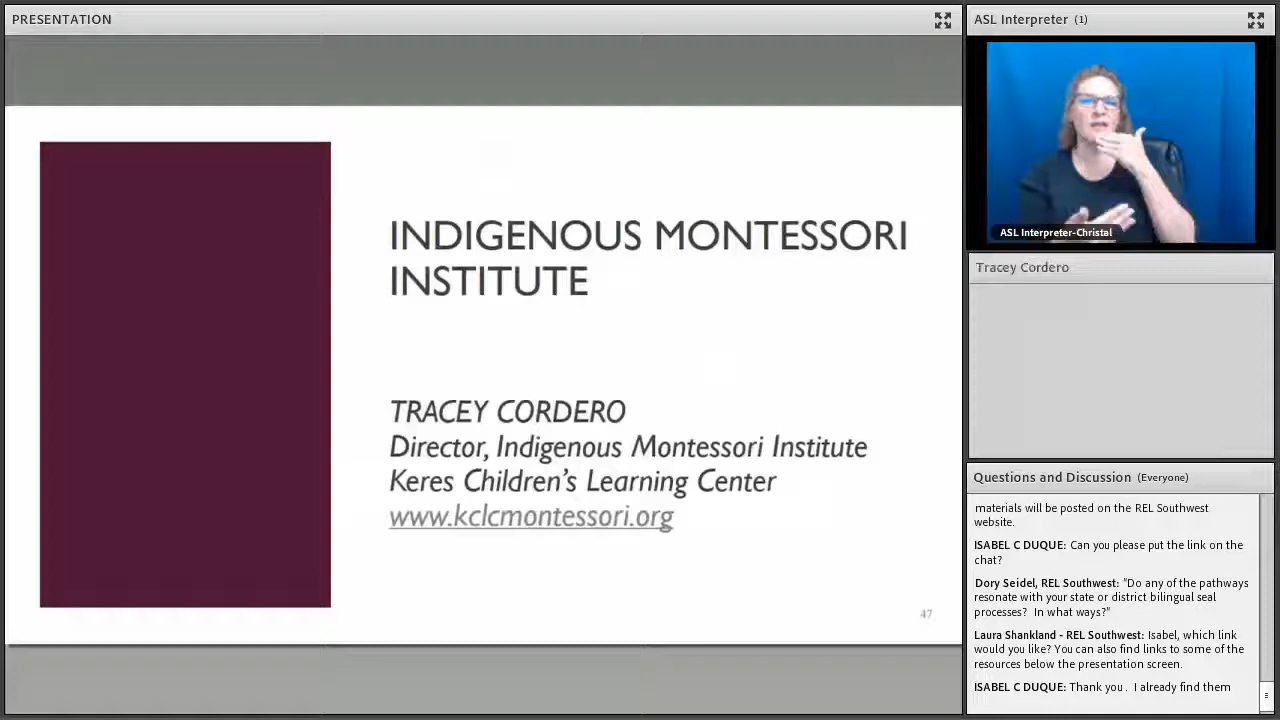 PRESENTATION
INDIGENOUS MONTESSORI
INSTITUTE
TRACEY CORDERO
Director, Indigenous Montessori Institute
Keres Children's Learning Center
www.kclcmontessori.org
47
ASL Interpreter (1)
ASL Interpreter-Christal
Tracey Cordero
Questions and Discussion (Everyone)
materials will be posted on the REL Southwest
website.
ISABEL C DUQUE: Can you please put the link on the
chat?
Dory Seidel, REL Southwest: "Do any of the pathways
resonate with your state or district bilingual seal
processes? In what ways?"
Laura Shankland - REL Southwest: Isabel, which link
would you like? You can also find links to some of the
resources below the presentation screen.
ISABEL C DUQUE: Thank you . I already find them